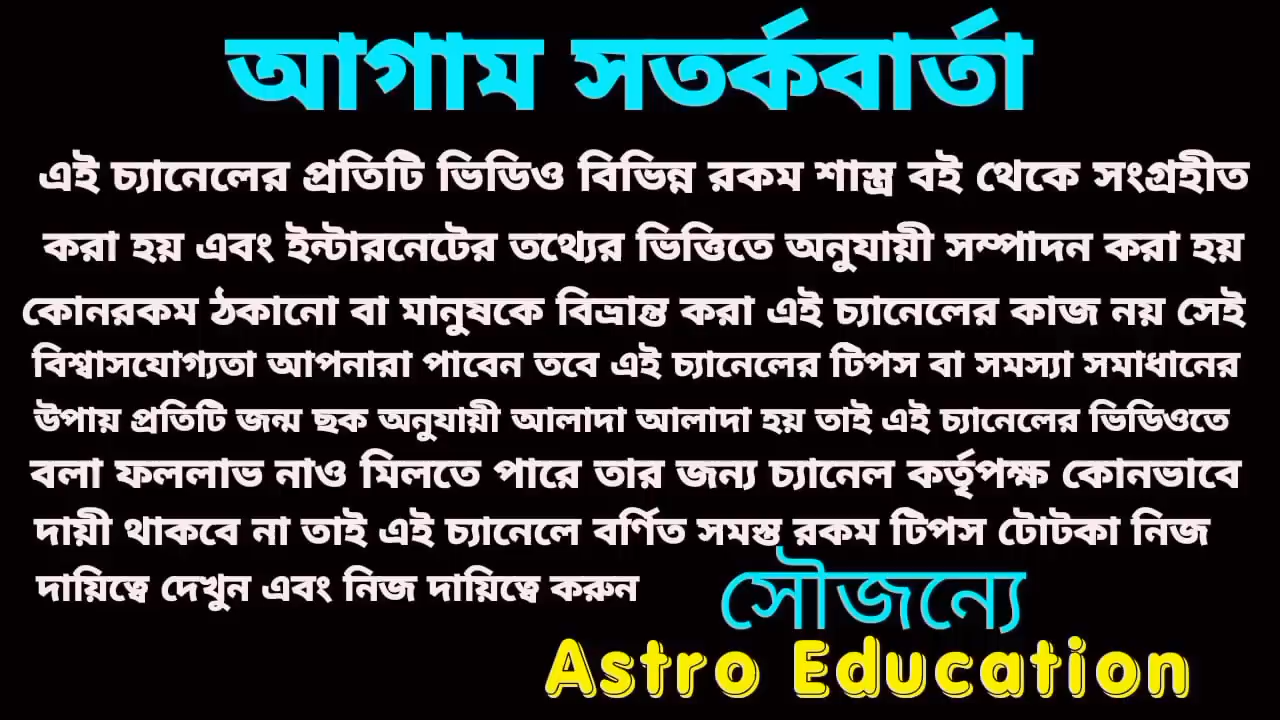 আগাম সতর্কবার্তা
এই চ্যানেলের প্রতিটি ভিডিও বিভিন্ন রকম শাস্ত্র বই থেকে সংগ্রহীত
করা হয় এবং ইন্টারনেটের তথ্যের ভিত্তিতে অনুযায়ী সম্পাদন করা হয়
কোনরকম ঠকানো বা মানুষকে বিভ্রান্ত করা এই চ্যানেলের কাজ নয় সেই
বিশ্বাসযোগ্যতা আপনারা পাবেন তবে এই চ্যানেলের টিপস বা সমস্যা সমাধানের
উপায় প্রতিটি জন্ম ছক অনুযায়ী আলাদা আলাদা হয় তাই এই চ্যানেলের ভিডিওতে
বলা ফললাভ নাও মিলতে পারে তার জন্য চ্যানেল কর্তৃপক্ষ কোনভাবে
দায়ী থাকবে না তাই এই চ্যানেলে বর্ণিত সমস্ত রকম টিপস টোটকা নিজ
দায়িত্বে দেখুন এবং নিজ দায়িত্বে করুন
সৌজন্যে
Astro Education